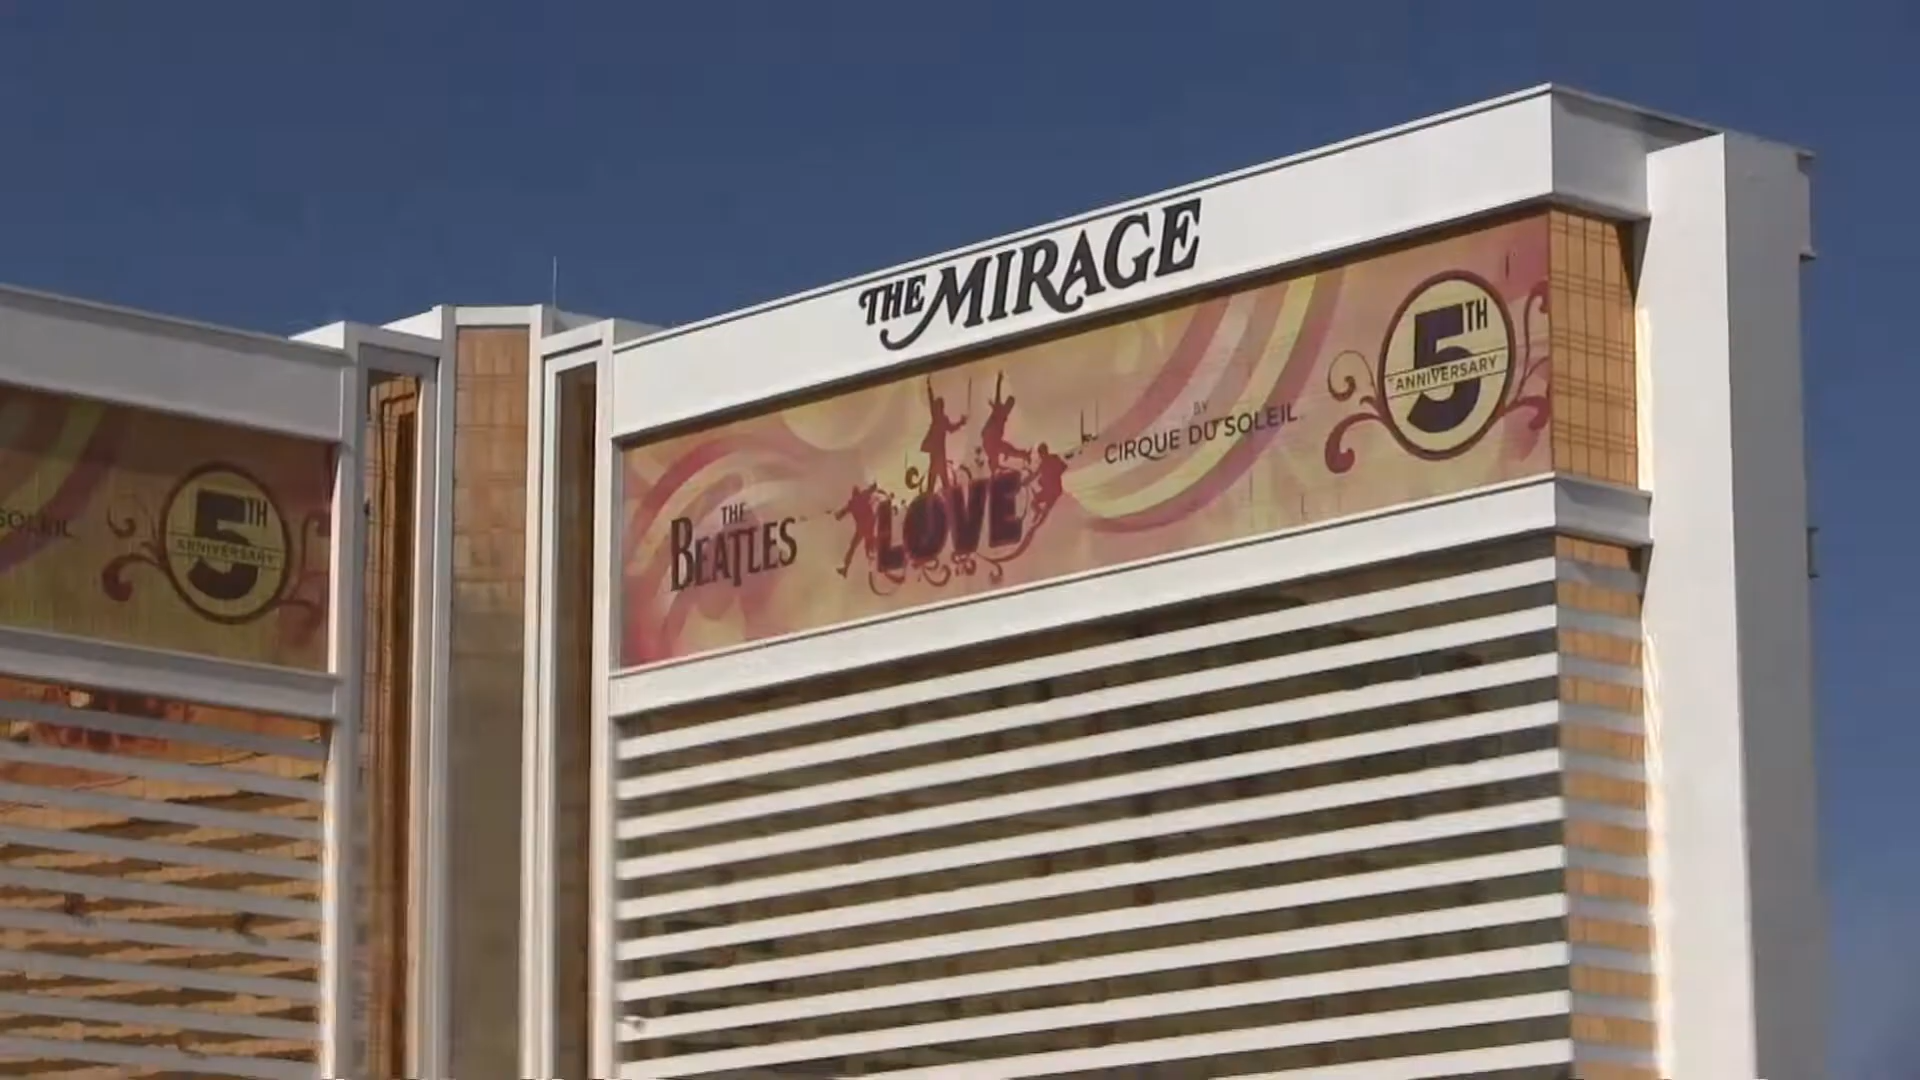 THE MIRAGE
THE
BEATLES
LOVE
BY
CIRQUE DU SOLEIL
5TH
ANNIVERSARY
SOLEIL
5TH
ANNIVERSARY